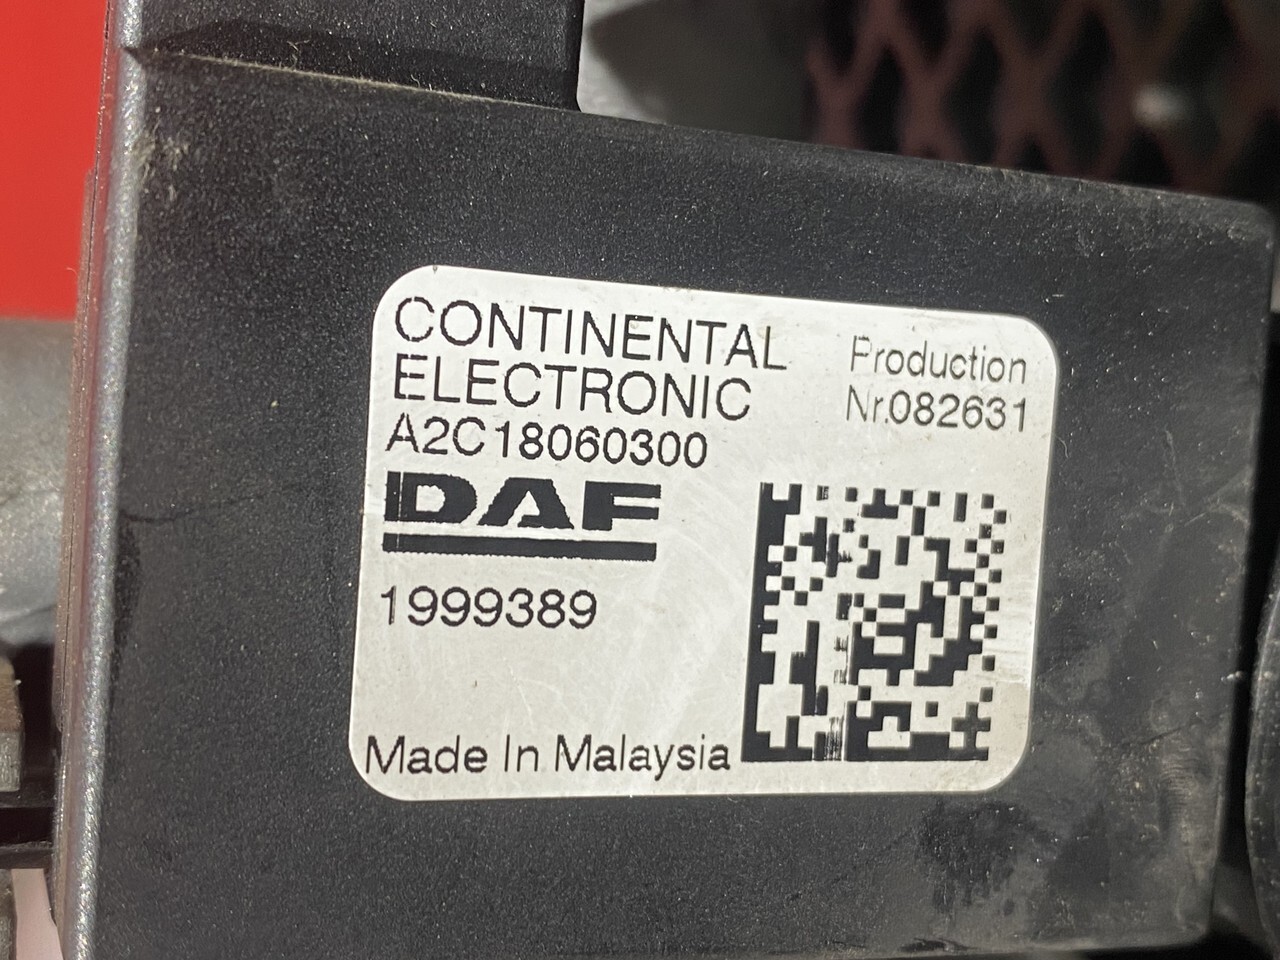 CONTINENTAL
ELECTRONIC
A2C18060300
Production
Nr.082631
DAF
1999389
Made In Malaysia